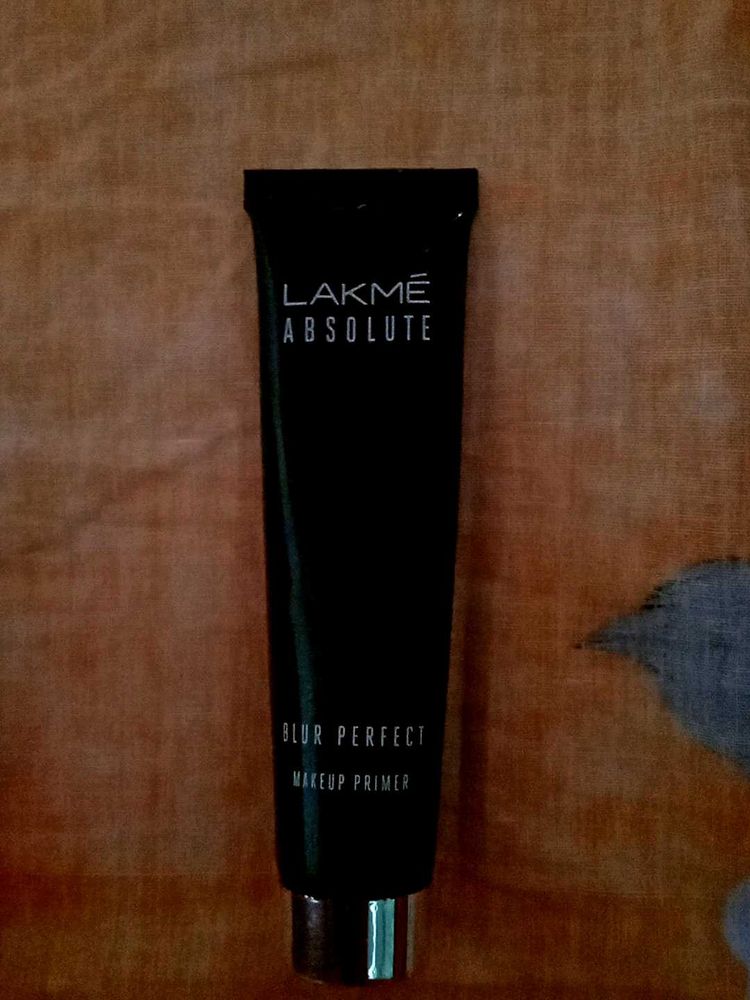 LAKMÉ
ABSOLUTE
BLUR PERFECT
MAKEUP PRIMER